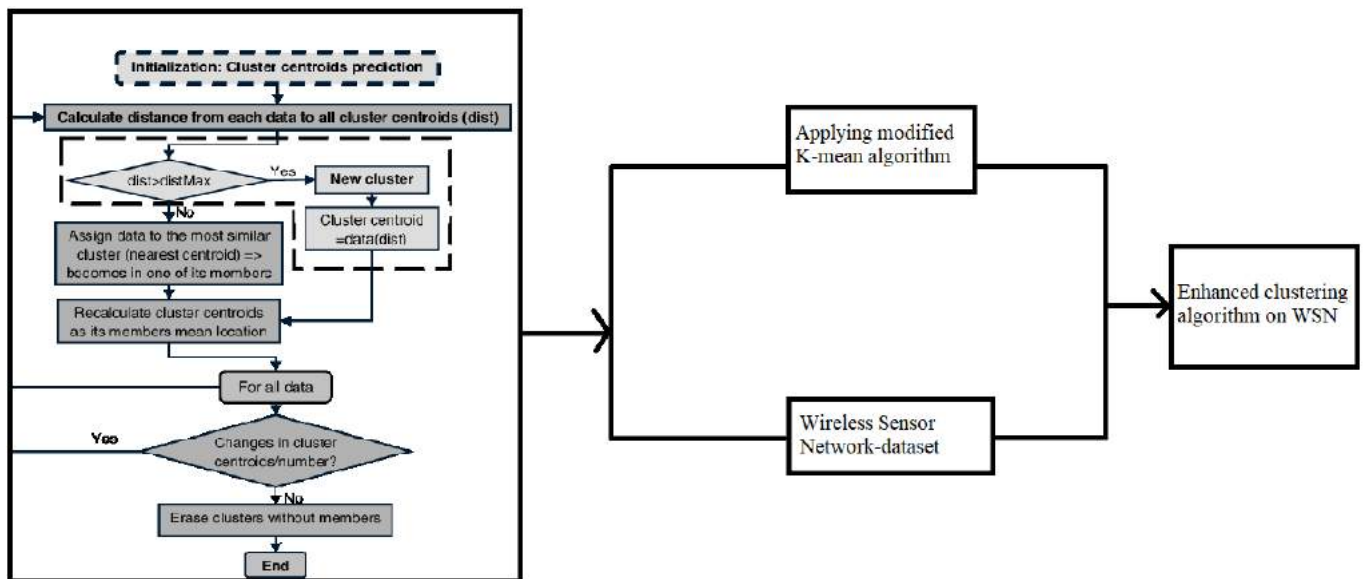 Initialization: Cluster centroids prediction
Calculate distance from each data to all cluster centroids (dist)
dist>distMax
Yes
New cluster
No
Cluster centroid
=data(dist)
Assign data to the most similar
cluster (nearest centroid) =>
becomes in one of its members
Recalculate cluster centroids
as its members mean location
For all data
Yes
Changes in cluster
centroics/number?
No
Erase clusters without members
End
Applying modified
K-mean algorithm
Wireless Sensor
Network-dataset
Enhanced clustering
algorithm on WSN